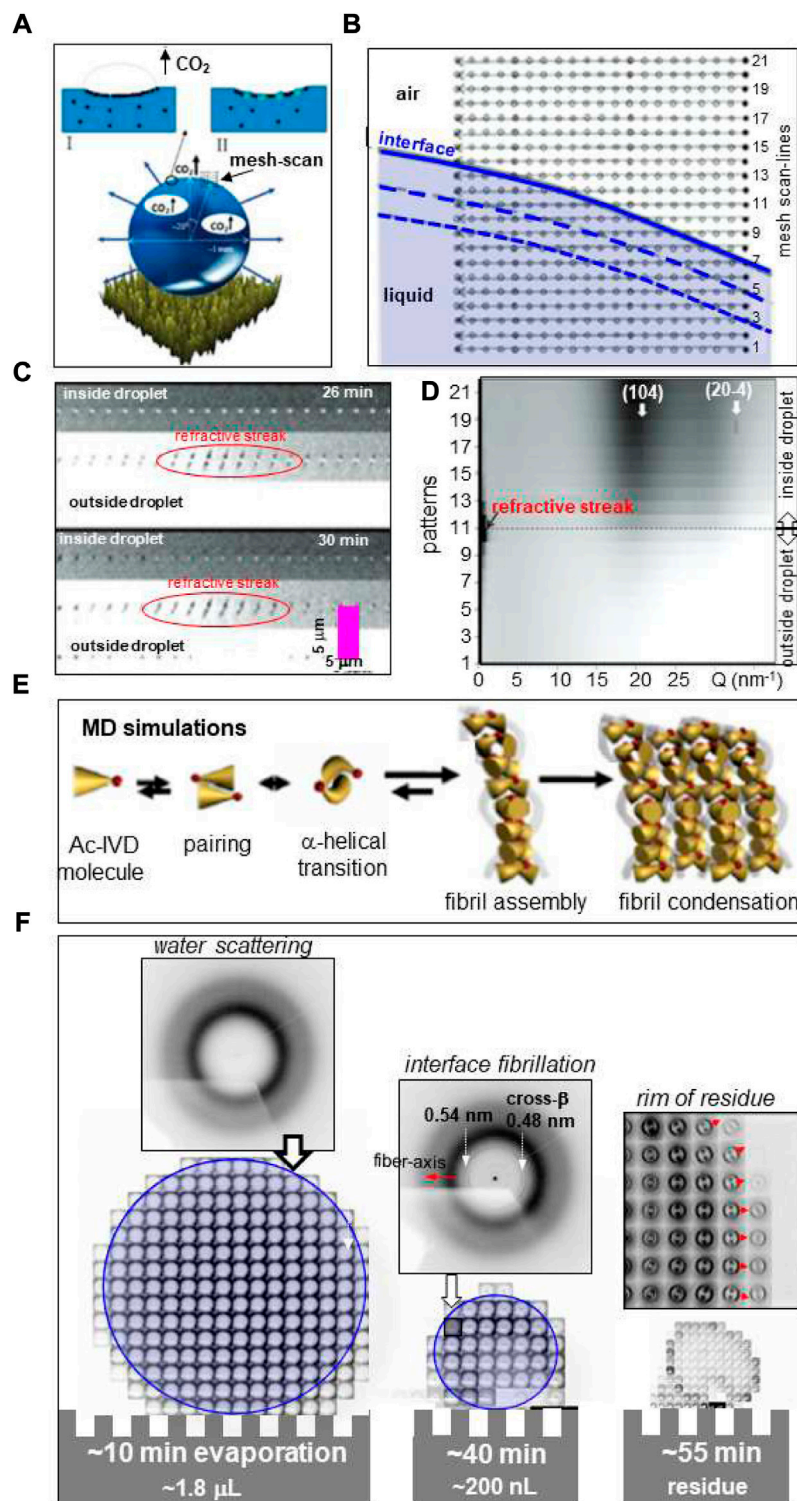 A
CO₂
I
II
mesh-scan
CO₂
CO₂
CO₂
~1 mm
B
air
interface
liquid
21
19
17
15
13
11
9
7
5
3
1
mesh scan-lines
C
inside droplet
26 min
refractive streak
outside droplet
inside droplet
30 min
refractive streak
outside droplet
5 µm
5 µm
D
21
19
17
15
13
11
9
7
5
3
1
patterns
(104)
(20-4)
refractive streak
inside droplet
outside droplet
0
5
10
15
20
25
Q (nm⁻¹)
E
MD simulations
Ac-IVD
molecule
pairing
α-helical
transition
fibril assembly
fibril condensation
F
water scattering
interface fibrillation
0.54 nm
cross-β
0.48 nm
fiber-axis
rim of residue
~10 min evaporation
~1.8 µL
~40 min
~200 nL
~55 min
residue